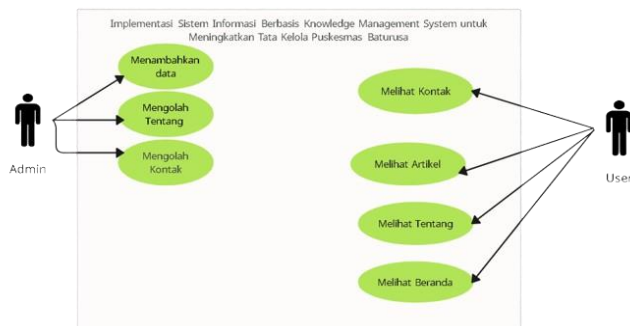 Implementasi Sistem Informasi Berbasis Knowledge Management System untuk
Meningkatkan Tata Kelola Puskesmas Baturusa
Menambahkan
data
Mengolah
Tentang
Mengolah
Kontak
Admin
Melihat Kontak
Melihat Artikel
Melihat Tentang
Melihat Beranda
User